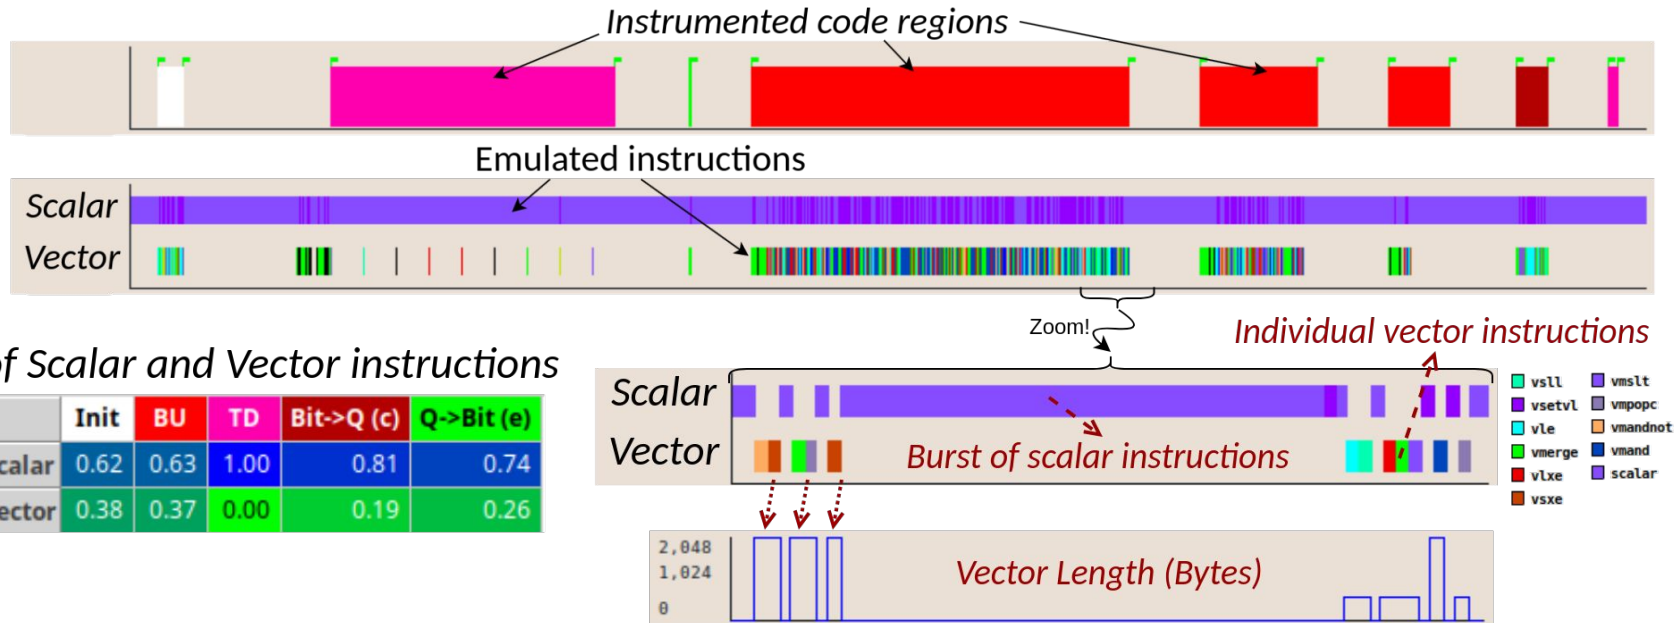 Instrumented code regions
Emulated instructions
Scalar
Vector
Zoom!
Individual vector instructions
of Scalar and Vector instructions
Init BU TD Bit->Q (c) Q->Bit (e)
calar 0.62 0.63 1.00 0.81 0.74
ector 0.38 0.37 0.00 0.19 0.26
Scalar
Vector
Burst of scalar instructions
vsll vmslt
vsetvl vmpopc
vle vmandnot
vmerge vmand
vlxe scalar
vsxe
2,048
1,024
0
Vector Length (Bytes)